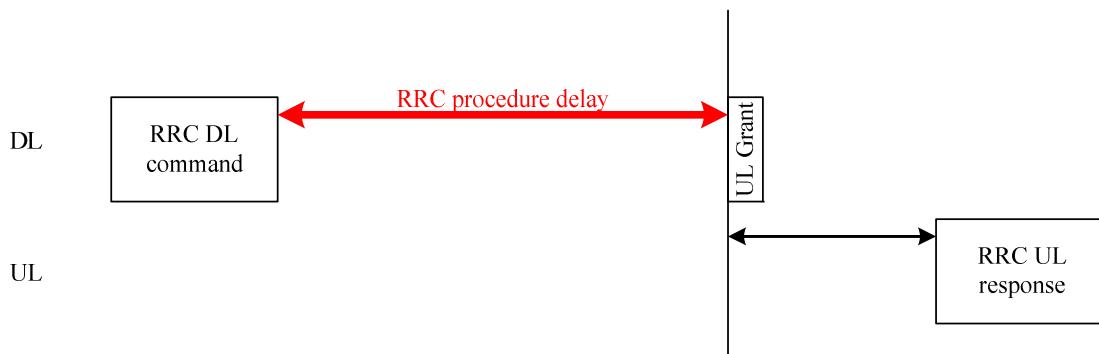 RRC procedure delay
DL
RRC DL
command
UL Grant
UL
RRC UL
response